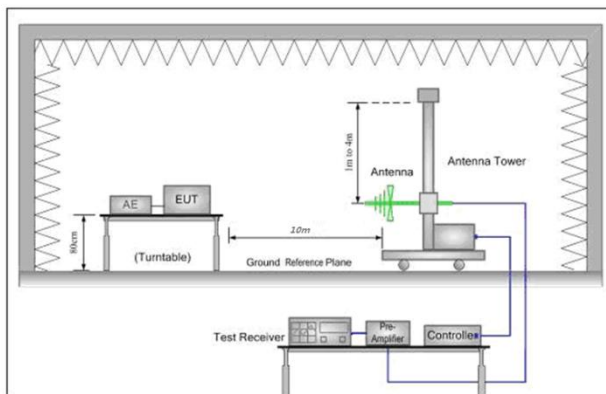 1m to 4m
Antenna
Antenna Tower
AE
EUT
80cm
(Turntable)
10m
Ground Reference Plane
Test Receiver
Pre-
Amplifier
Controller